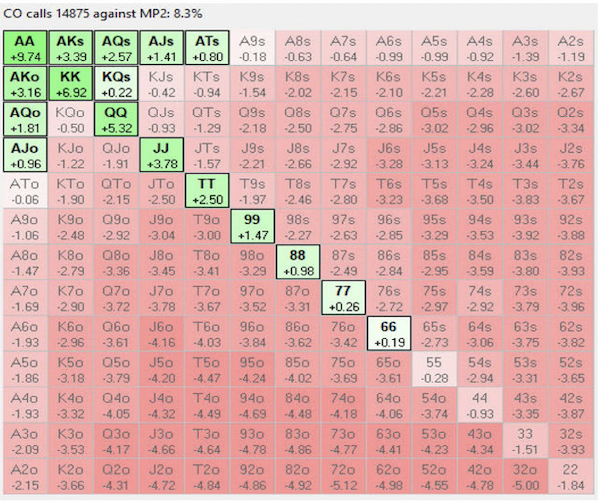 CO calls 14875 against MP2: 8.3%
AA AKs AQs AJs ATs A9s A8s A7s A6s A5s A4s A3s A2s
+9.74 +3.39 +2.57 +1.41 +0.80 -0.18 -0.63 -0.64 -0.99 -0.99 -0.92 -1.39 -1.19
AKo KK KQs KJs KTs K9s K8s K7s K6s K5s K4s K3s K2s
+3.16 +6.92 +0.22 -0.42 -0.94 -1.54 -2.02 -2.15 -2.10 -2.21 -2.28 -2.60 -2.67
AQo KQo QQ QJs QTs Q9s Q8s Q7s Q6s Q5s Q4s Q3s Q2s
+1.81 -0.50 +5.32 -0.93 -1.29 -2.18 -2.50 -2.75 -2.86 -3.02 -2.96 -3.02 -3.34
AJo KJo QJo JJ JTs J9s J8s J7s J6s J5s J4s J3s J2s
+0.96 -1.22 -1.91 +3.78 -1.57 -2.21 -2.66 -2.92 -3.28 -3.13 -3.24 -3.44 -3.76
ATo KTo QTo JTo TT T9s T8s T7s T6s T5s T4s T3s T2s
-0.06 -1.90 -2.15 -2.50 +2.50 -1.97 -2.46 -2.80 -3.23 -3.68 -3.50 -3.83 -3.67
A9o K9o Q9o J9o T9o 99 98s 97s 96s 95s 94s 93s 92s
-1.06 -2.48 -2.92 -3.04 -3.00 +1.47 -2.27 -2.63 -2.85 -3.29 -3.53 -3.92 -3.88
A8o K8o Q8o J8o T8o 98o 88 87s 86s 85s 84s 83s 82s
-1.47 -2.79 -3.36 -3.45 -3.41 -3.29 +0.98 -2.49 -2.84 -2.95 -3.59 -3.80 -3.93
A7o K7o Q7o J7o T7o 97o 87o 77 76s 75s 74s 73s 72s
-1.69 -2.90 -3.72 -3.78 -3.67 -3.52 -3.31 +0.26 -2.72 -2.97 -2.92 -3.79 -3.96
A6o K6o Q6o J6o T6o 96o 86o 76o 66 65s 64s 63s 62s
-1.93 -2.96 -3.61 -4.16 -4.03 -3.84 -3.62 -3.42 +0.19 -2.73 -3.06 -3.75 -3.82
A5o K5o Q5o J5o T5o 95o 85o 75o 65o 55 54s 53s 52s
-1.86 -3.18 -3.79 -4.20 -4.47 -4.24 -4.02 -3.69 -3.61 -0.28 -2.94 -3.31 -3.65
A4o K4o Q4o J4o T4o 94o 84o 74o 64o 54o 44 43s 42s
-1.93 -3.32 -4.05 -4.32 -4.49 -4.69 -4.48 -4.18 -4.06 -3.74 -0.93 -3.35 -3.87
A3o K3o Q3o J3o T3o 93o 83o 73o 63o 53o 43o 33 32s
-2.09 -3.53 -4.17 -4.66 -4.64 -4.78 -4.86 -4.77 -4.41 -4.23 -4.34 -1.51 -3.93
A2o K2o Q2o J2o T2o 92o 82o 72o 62o 52o 42o 32o 22
-2.15 -3.66 -4.31 -4.72 -4.84 -4.86 -4.92 -5.12 -4.98 -4.55 -4.78 -5.00 -1.84